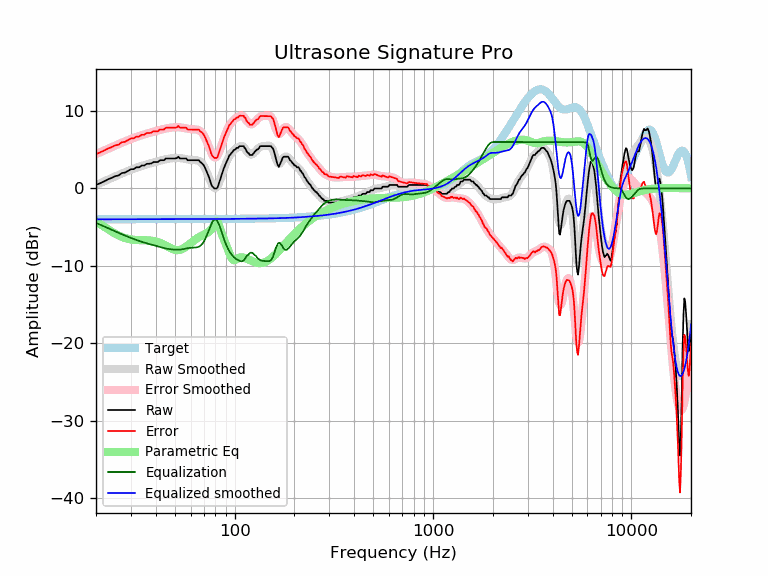 Ultrasone Signature Pro
Amplitude (dBr)
10
0
−10
−20
−30
−40
Target
Raw Smoothed
Error Smoothed
Raw
Error
Parametric Eq
Equalization
Equalized smoothed
100
1000
10000
Frequency (Hz)